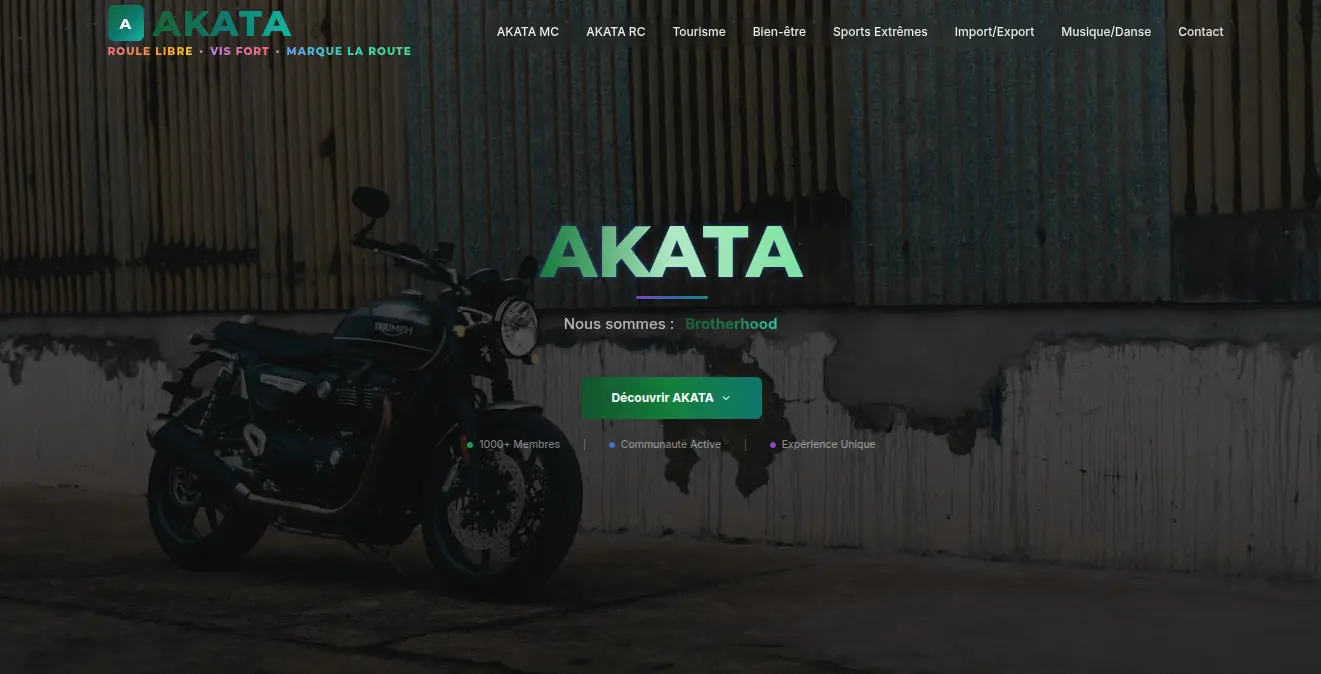 A AKATA
ROULE LIBRE • VIS FORT • MARQUE LA ROUTE
AKATA MC AKATA RC Tourisme Bien-être Sports Extrêmes Import/Export Musique/Danse Contact
AKATA
Nous sommes : Brotherhood
TRIUMPH
Découvrir AKATA
1000+ Membres | Communauté Active | Expérience Unique